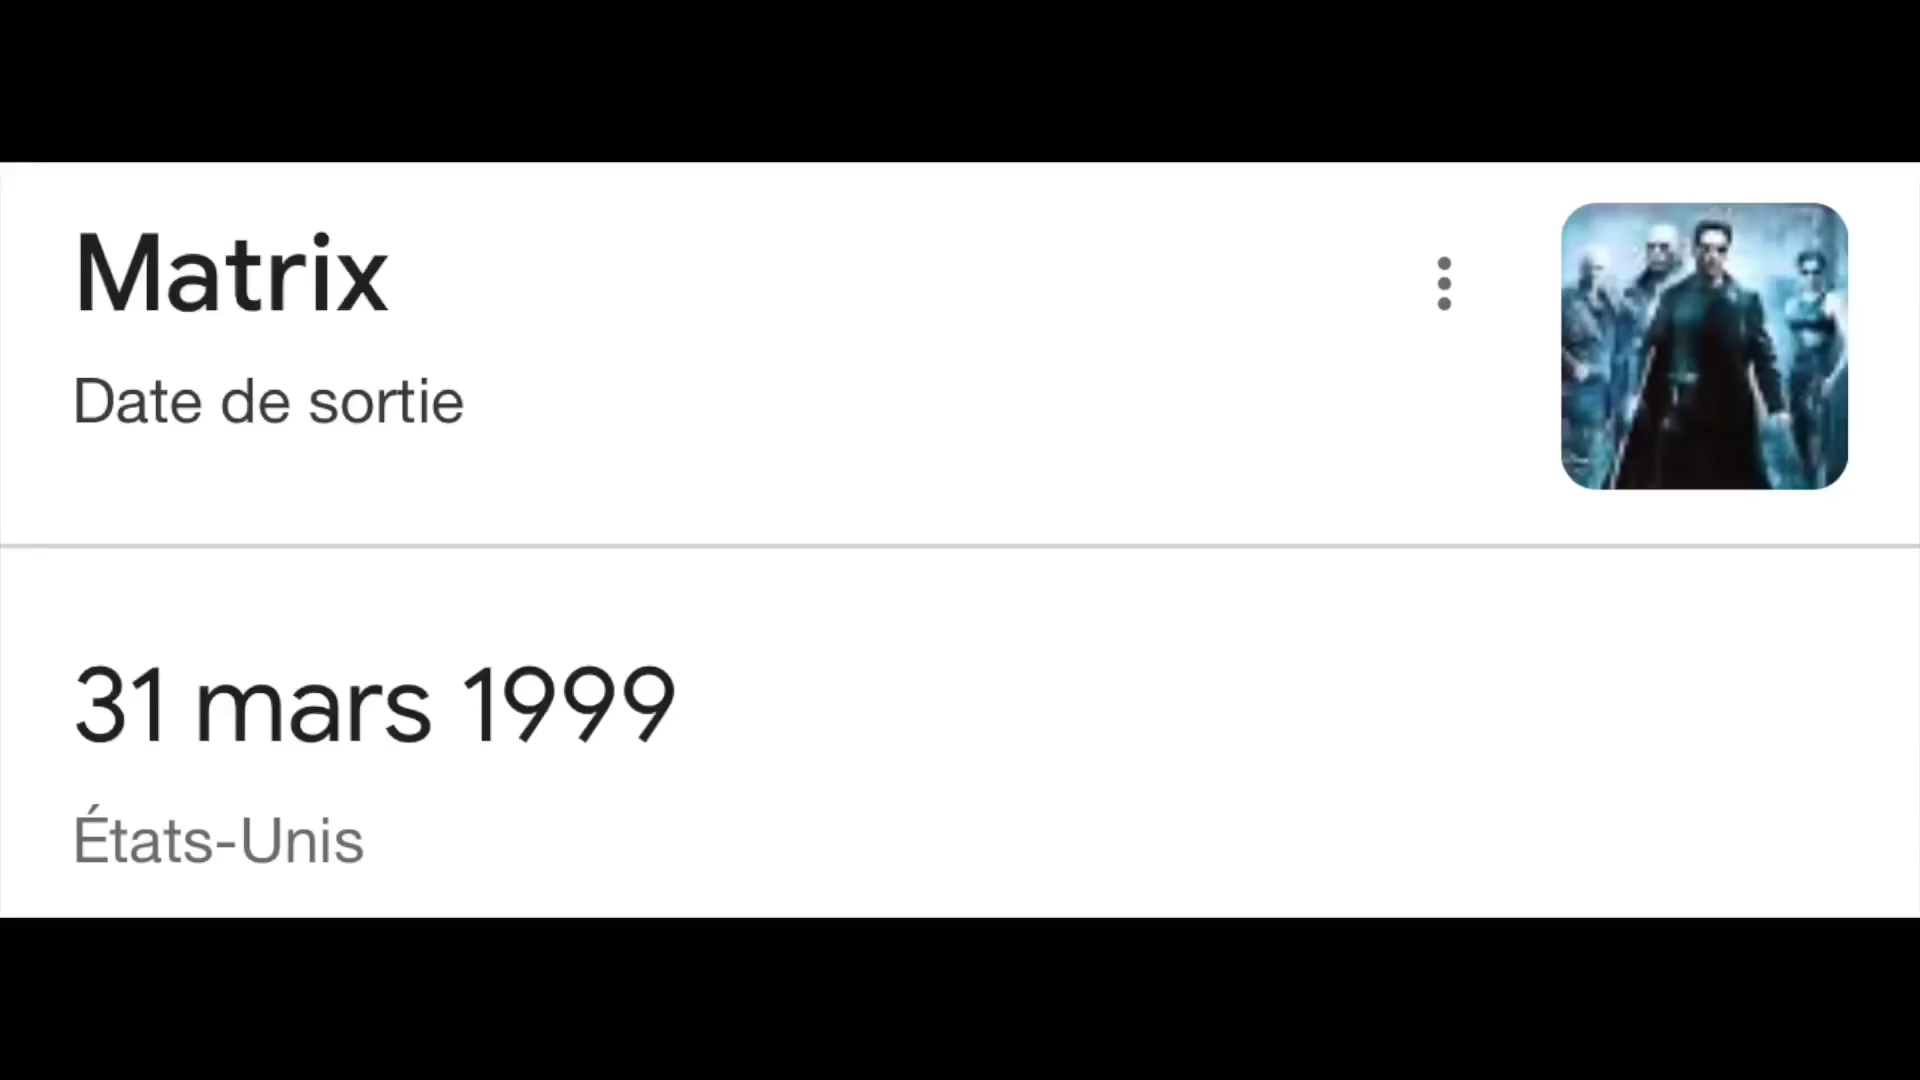 Matrix
Date de sortie
31 mars 1999
États-Unis